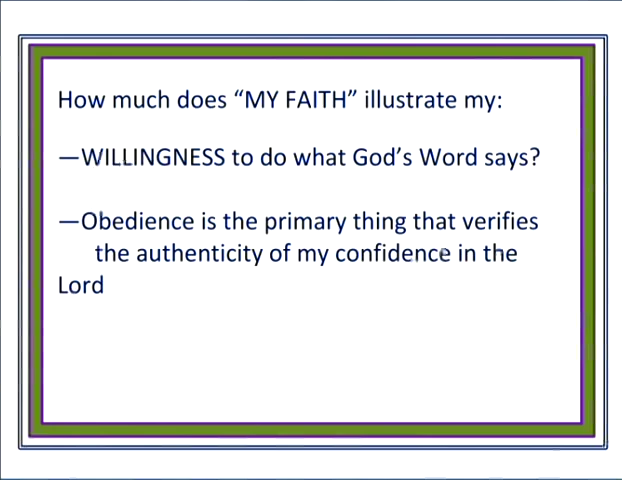 How much does “MY FAITH” illustrate my:
—WILLINGNESS to do what God’s Word says?
—Obedience is the primary thing that verifies
the authenticity of my confidence in the
Lord